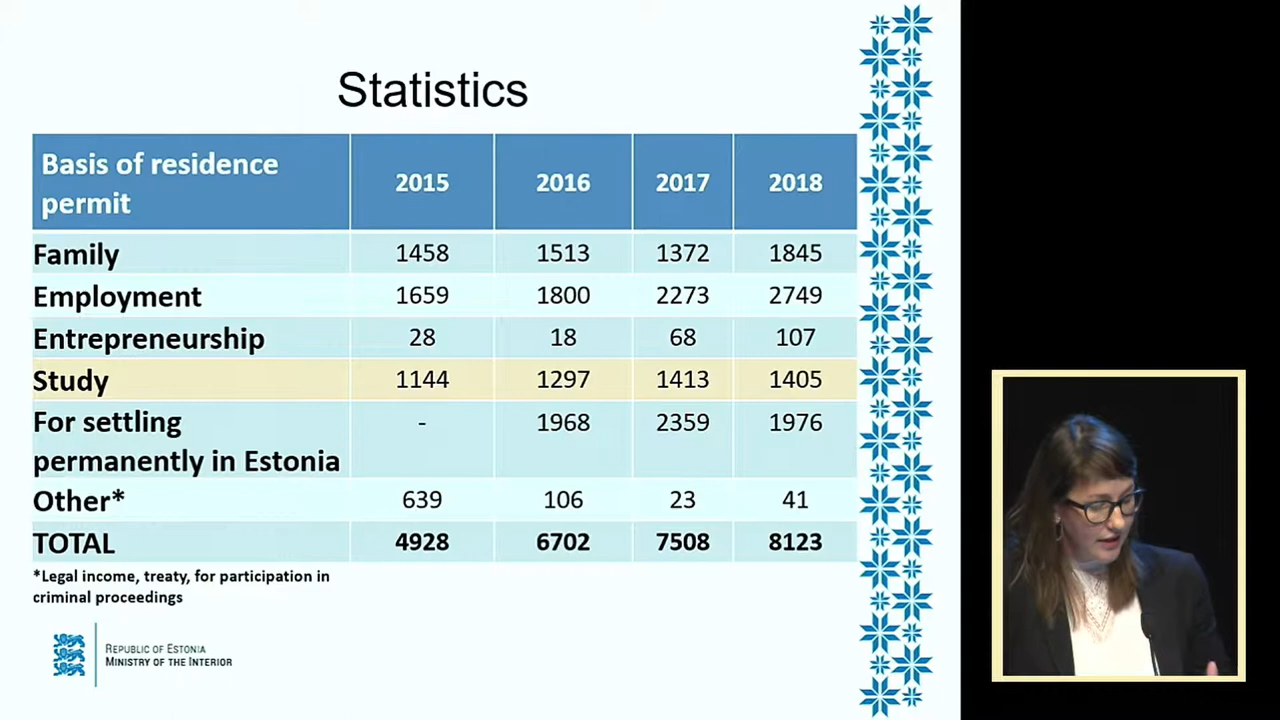 Statistics
Basis of residence permit 2015 2016 2017 2018
Family 1458 1513 1372 1845
Employment 1659 1800 2273 2749
Entrepreneurship 28 18 68 107
Study 1144 1297 1413 1405
For settling permanently in Estonia - 1968 2359 1976
Other* 639 106 23 41
TOTAL 4928 6702 7508 8123
*Legal income, treaty, for participation in
criminal proceedings
REPUBLIC OF ESTONIA
MINISTRY OF THE INTERIOR